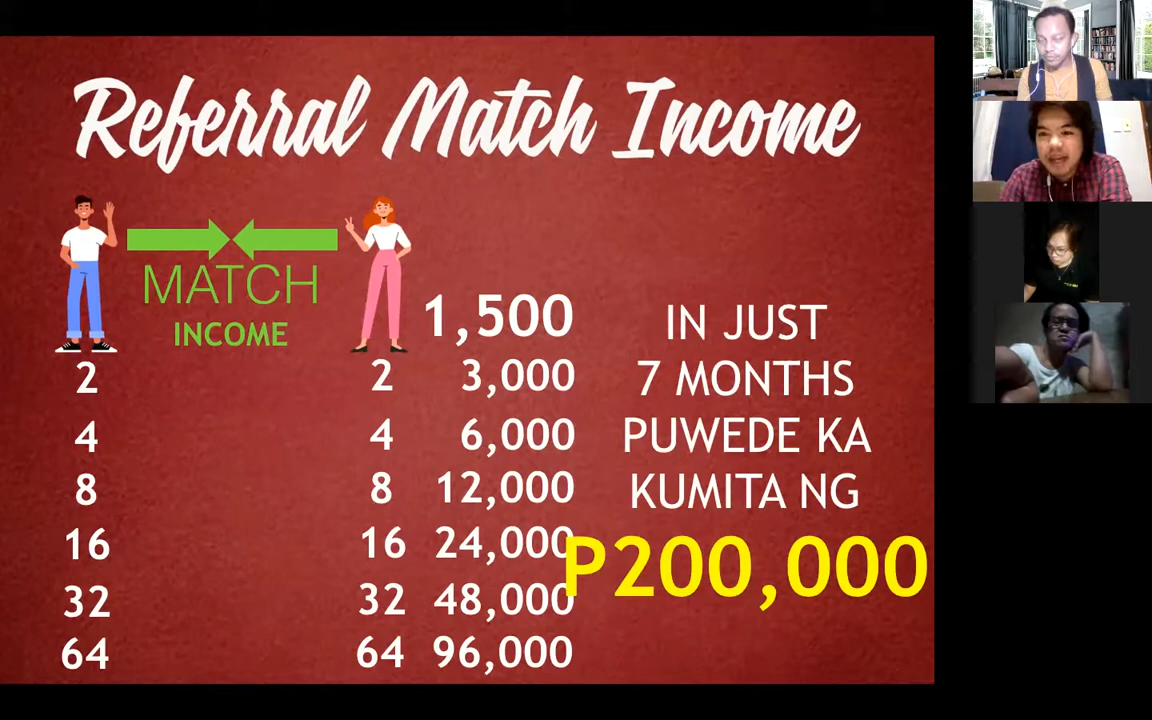 Referral Match Income
MATCH
INCOME
1,500
2 2 3,000
4 4 6,000
8 8 12,000
16 16 24,000
32 32 48,000
64 64 96,000
IN JUST
7 MONTHS
PUWEDE KA
KUMITA NG
P200,000